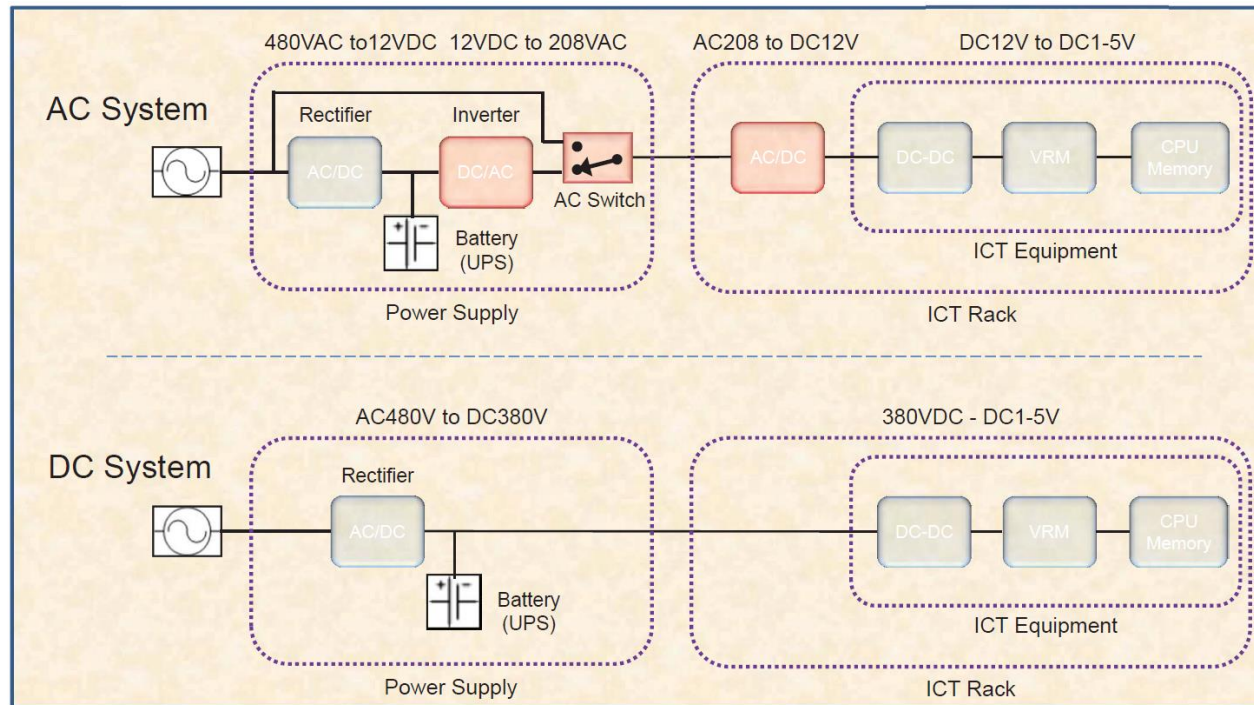 480VAC to12VDC 12VDC to 208VAC AC208 to DC12V DC12V to DC1-5V
AC System
Rectifier Inverter
AC/DC DC/AC AC/DC DC-DC VRM CPU
Memory
AC Switch
+ -
Battery
(UPS)
ICT Equipment
Power Supply ICT Rack
AC480V to DC380V 380VDC - DC1-5V
DC System
Rectifier
AC/DC DC-DC VRM CPU
Memory
+ -
Battery
(UPS)
ICT Equipment
Power Supply ICT Rack